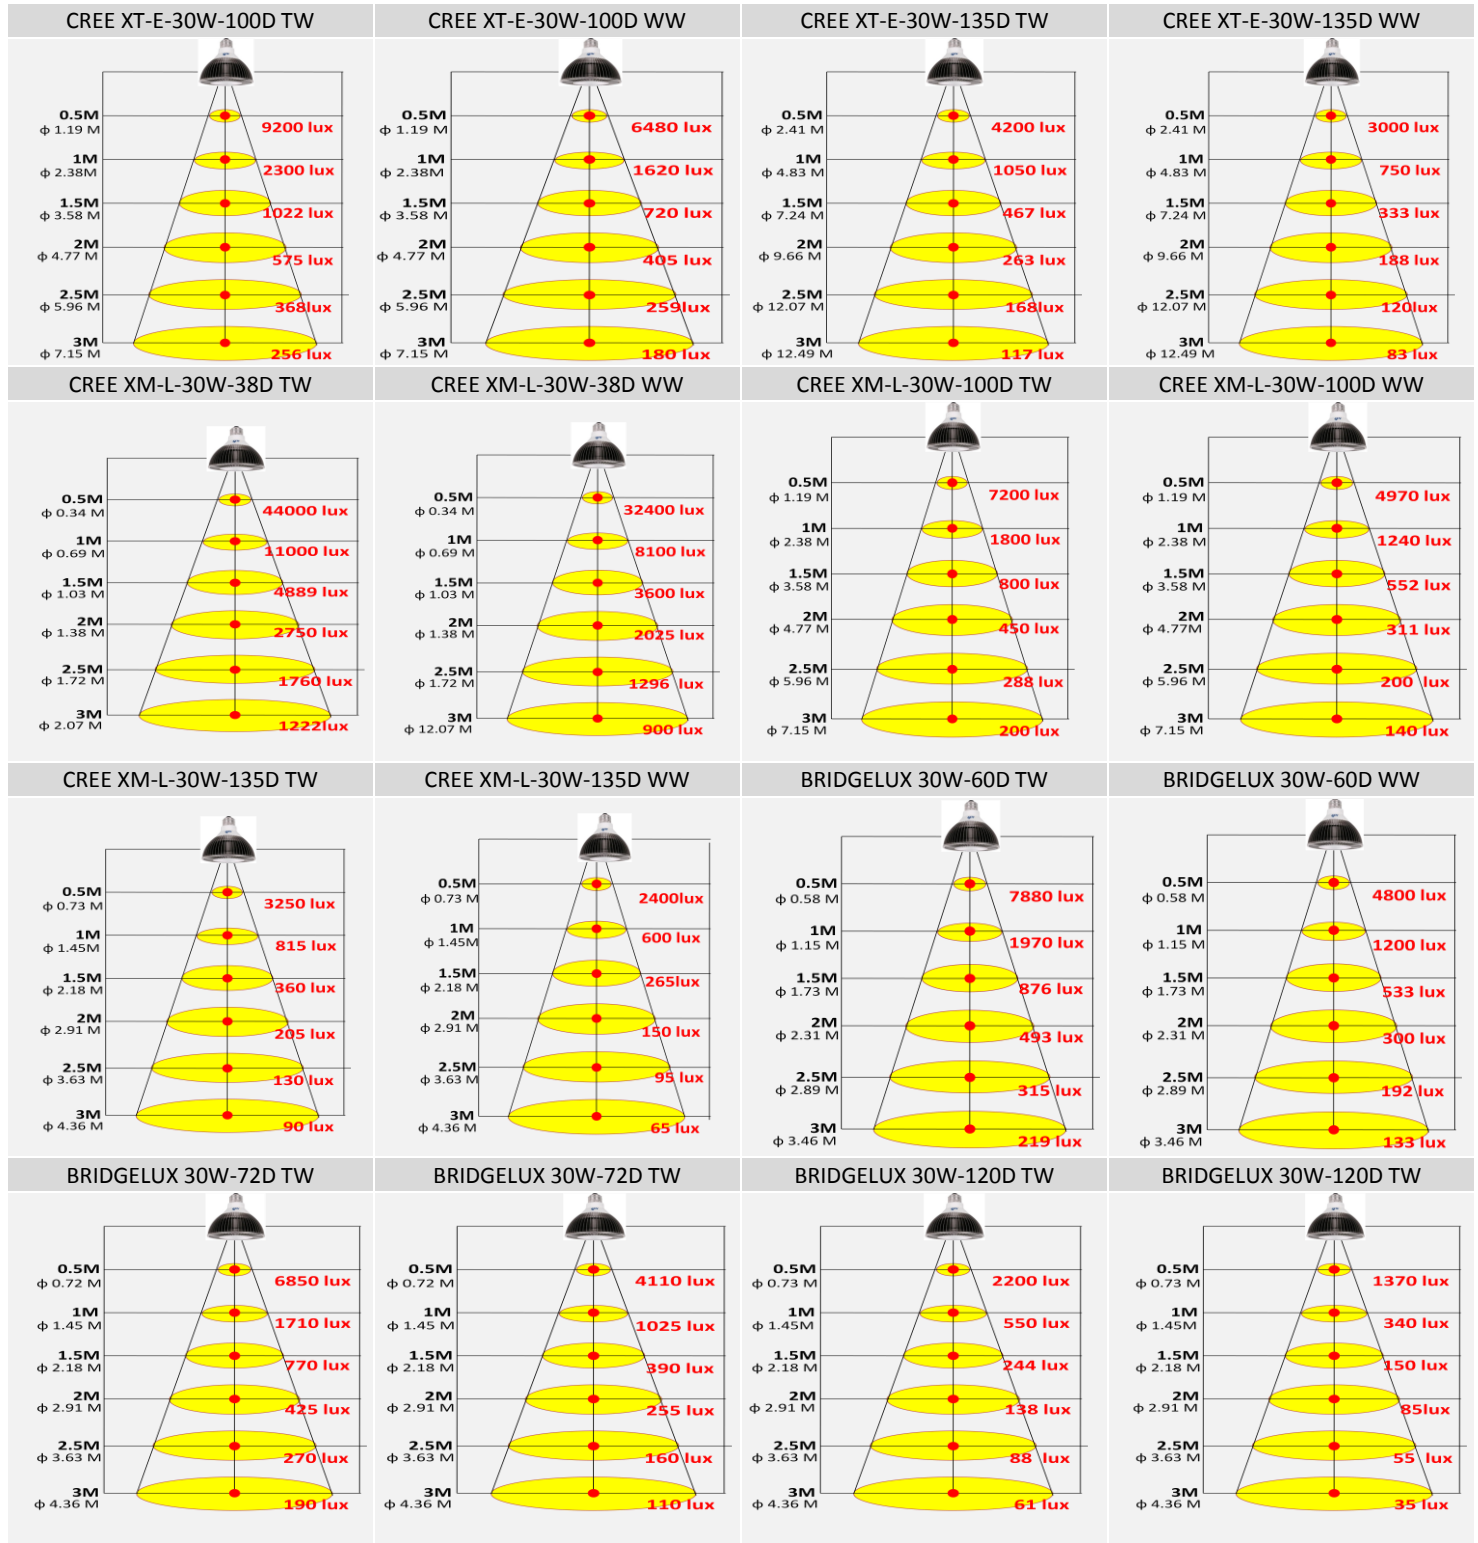 CREE XT-E-30W-100D TW
0.5M
ϕ 1.19 M
9200 lux
1M
ϕ 2.38M
2300 lux
1.5M
ϕ 3.58 M
1022 lux
2M
ϕ 4.77 M
575 lux
2.5M
ϕ 5.96 M
368lux
3M
ϕ 7.15 M
256 lux
CREE XT-E-30W-100D WW
0.5M
ϕ 1.19 M
6480 lux
1M
ϕ 2.38M
1620 lux
1.5M
ϕ 3.58 M
720 lux
2M
ϕ 4.77 M
405 lux
2.5M
ϕ 5.96 M
259lux
3M
ϕ 7.15 M
180 lux
CREE XT-E-30W-135D TW
0.5M
ϕ 2.41 M
4200 lux
1M
ϕ 4.83 M
1050 lux
1.5M
ϕ 7.24 M
467 lux
2M
ϕ 9.66 M
263 lux
2.5M
ϕ 12.07 M
168lux
3M
ϕ 12.49 M
117 lux
CREE XT-E-30W-135D WW
0.5M
ϕ 2.41 M
3000 lux
1M
ϕ 4.83 M
750 lux
1.5M
ϕ 7.24 M
333 lux
2M
ϕ 9.66 M
188 lux
2.5M
ϕ 12.07 M
120lux
3M
ϕ 12.49 M
83 lux
CREE XM-L-30W-38D TW
0.5M
ϕ 0.34 M
44000 lux
1M
ϕ 0.69 M
11000 lux
1.5M
ϕ 1.03 M
4889 lux
2M
ϕ 1.38 M
2750 lux
2.5M
ϕ 1.72 M
1760 lux
3M
ϕ 2.07 M
1222lux
CREE XM-L-30W-38D WW
0.5M
ϕ 0.34 M
32400 lux
1M
ϕ 0.69 M
8100 lux
1.5M
ϕ 1.03 M
3600 lux
2M
ϕ 1.38 M
2025 lux
2.5M
ϕ 1.72 M
1296 lux
3M
ϕ 12.07 M
900 lux
CREE XM-L-30W-100D TW
0.5M
ϕ 1.19 M
7200 lux
1M
ϕ 2.38 M
1800 lux
1.5M
ϕ 3.58 M
800 lux
2M
ϕ 4.77 M
450 lux
2.5M
ϕ 5.96 M
288 lux
3M
ϕ 7.15 M
200 lux
CREE XM-L-30W-100D WW
0.5M
ϕ 1.19 M
4970 lux
1M
ϕ 2.38 M
1240 lux
1.5M
ϕ 3.58 M
552 lux
2M
ϕ 4.77M
311 lux
2.5M
ϕ 5.96 M
200 lux
3M
ϕ 7.15 M
140 lux
CREE XM-L-30W-135D TW
0.5M
ϕ 0.73 M
3250 lux
1M
ϕ 1.45M
815 lux
1.5M
ϕ 2.18 M
360 lux
2M
ϕ 2.91 M
205 lux
2.5M
ϕ 3.63 M
130 lux
3M
ϕ 4.36 M
90 lux
CREE XM-L-30W-135D WW
0.5M
ϕ 0.73 M
2400lux
1M
ϕ 1.45M
600 lux
1.5M
ϕ 2.18 M
265lux
2M
ϕ 2.91 M
150 lux
2.5M
ϕ 3.63 M
95 lux
3M
ϕ 4.36 M
65 lux
BRIDGELUX 30W-60D TW
0.5M
ϕ 0.58 M
7880 lux
1M
ϕ 1.15 M
1970 lux
1.5M
ϕ 1.73 M
876 lux
2M
ϕ 2.31 M
493 lux
2.5M
ϕ 2.89 M
315 lux
3M
ϕ 3.46 M
219 lux
BRIDGELUX 30W-60D WW
0.5M
ϕ 0.58 M
4800 lux
1M
ϕ 1.15 M
1200 lux
1.5M
ϕ 1.73 M
533 lux
2M
ϕ 2.31 M
300 lux
2.5M
ϕ 2.89 M
192 lux
3M
ϕ 3.46 M
133 lux
BRIDGELUX 30W-72D TW
0.5M
ϕ 0.72 M
6850 lux
1M
ϕ 1.45 M
1710 lux
1.5M
ϕ 2.18 M
770 lux
2M
ϕ 2.91 M
425 lux
2.5M
ϕ 3.63 M
270 lux
3M
ϕ 4.36 M
190 lux
BRIDGELUX 30W-72D TW
0.5M
ϕ 0.72 M
4110 lux
1M
ϕ 1.45 M
1025 lux
1.5M
ϕ 2.18 M
390 lux
2M
ϕ 2.91 M
255 lux
2.5M
ϕ 3.63 M
160 lux
3M
ϕ 4.36 M
110 lux
BRIDGELUX 30W-120D TW
0.5M
ϕ 0.73 M
2200 lux
1M
ϕ 1.45M
550 lux
1.5M
ϕ 2.18 M
244 lux
2M
ϕ 2.91 M
138 lux
2.5M
ϕ 3.63 M
88 lux
3M
ϕ 4.36 M
61 lux
BRIDGELUX 30W-120D TW
0.5M
ϕ 0.73 M
1370 lux
1M
ϕ 1.45M
340 lux
1.5M
ϕ 2.18 M
150 lux
2M
ϕ 2.91 M
85lux
2.5M
ϕ 3.63 M
55 lux
3M
ϕ 4.36 M
35 lux